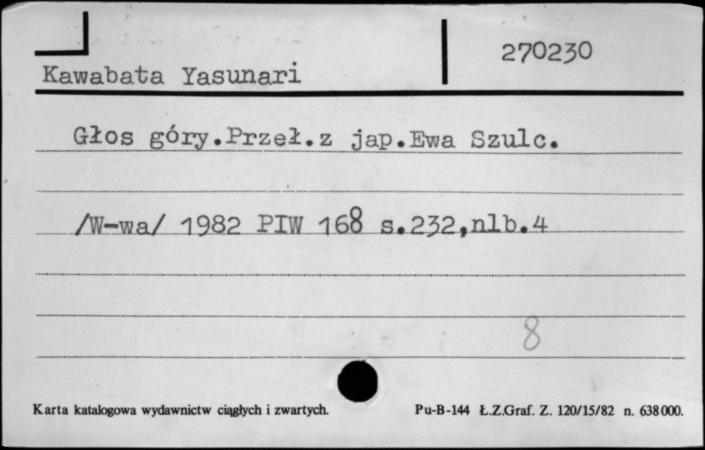 270230
Kawabata Yasunari
Głos góry.Przeł.z jap.Ewa Szulc.
/W-wa/ 1982 PIW 168 s.232,nlb.4
8
Karta katalogowa wydawnictw ciągłych i zwartych. Pu-B-144 Ł.Z.Graf. Z. 120/15/82 n. 638000.